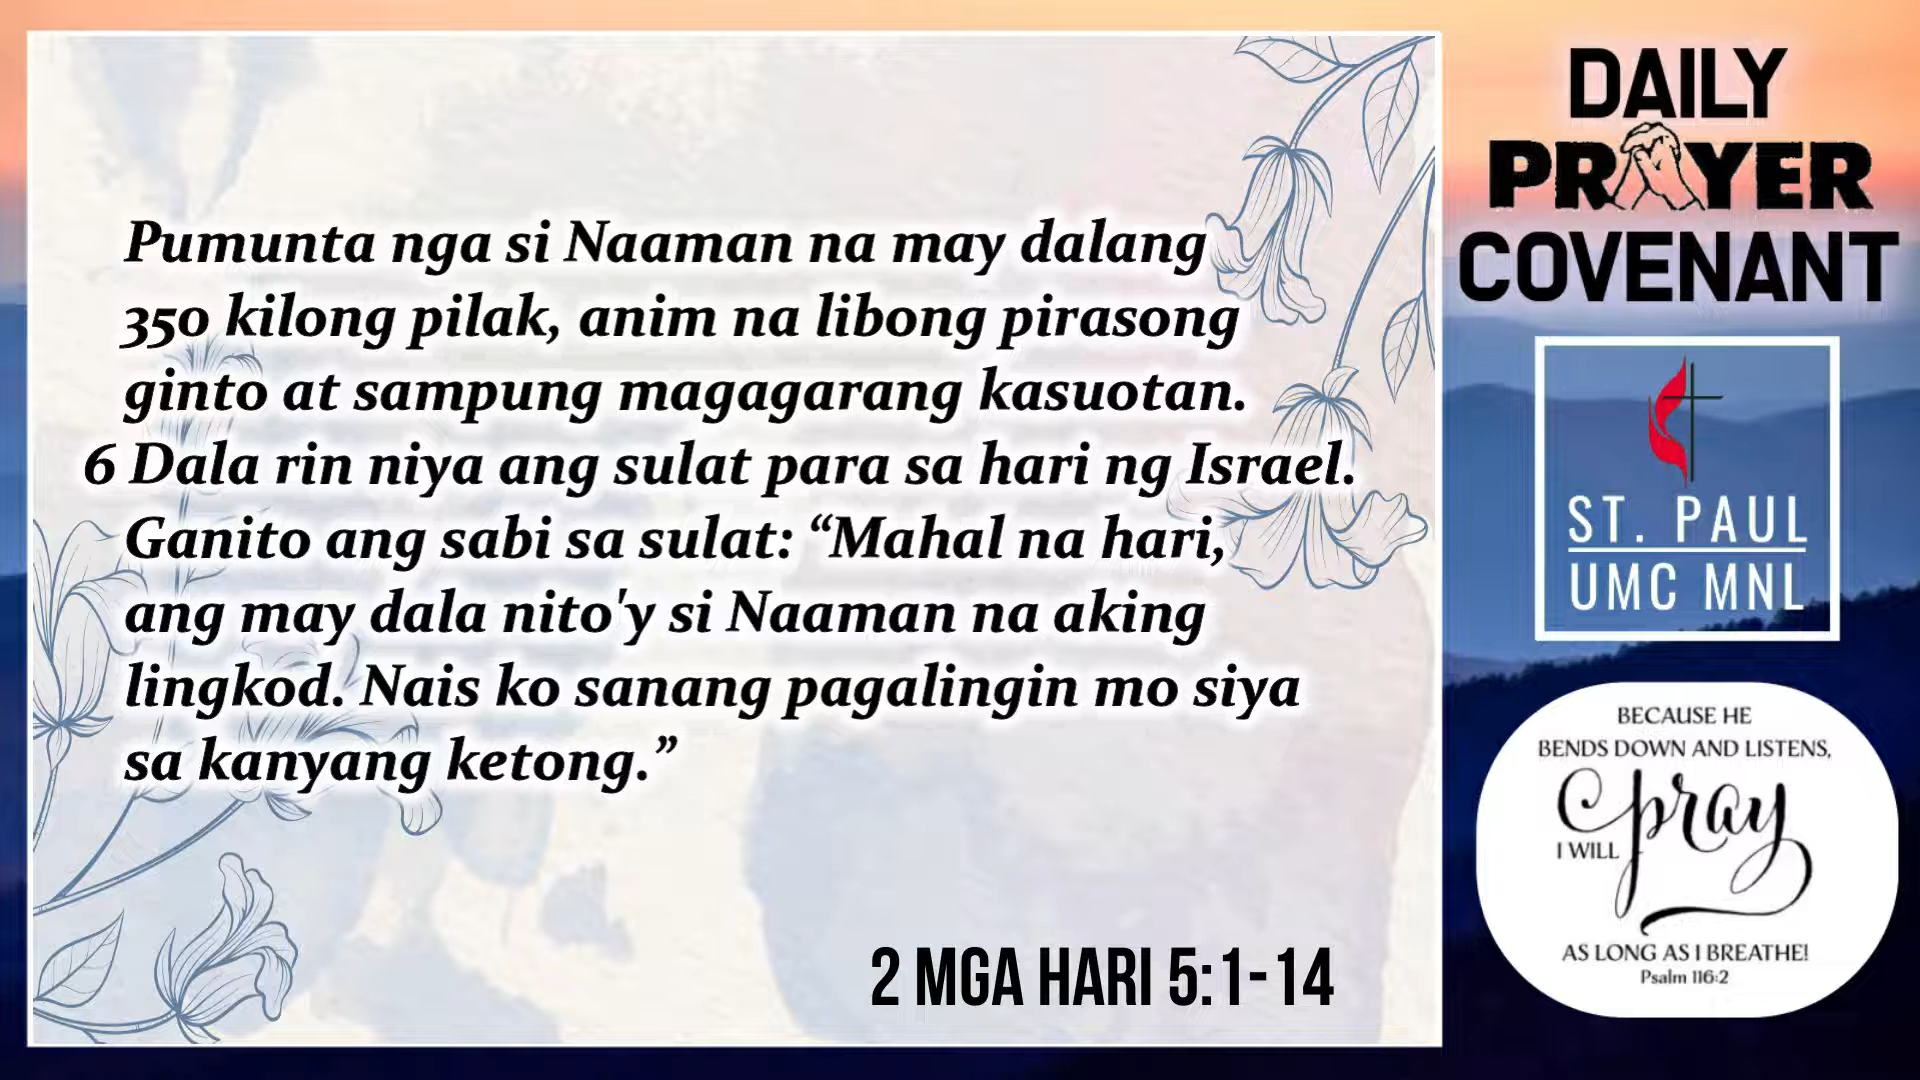 Pumunta nga si Naaman na may dalang
350 kilong pilak, anim na libong pirasong
ginto at sampung magagarang kasuotan.
6 Dala rin niya ang sulat para sa hari ng Israel.
Ganito ang sabi sa sulat: “Mahal na hari,
ang may dala nito'y si Naaman na aking
lingkod. Nais ko sanang pagalingin mo siya
sa kanyang ketong.”
2 MGA HARI 5:1-14
DAILY
PRAYER
COVENANT
ST. PAUL
UMC MNL
BECAUSE HE
BENDS DOWN AND LISTENS,
I WILL pray
AS LONG AS I BREATHE!
Psalm 116:2